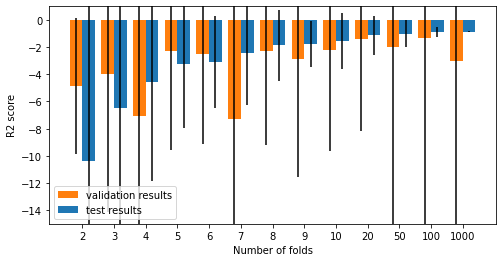 0
−2
−4
−6
−8
−10
−12
−14
R2 score
validation results
test results
2 3 4 5 6 7 8 9 10 20 50 100 1000
Number of folds